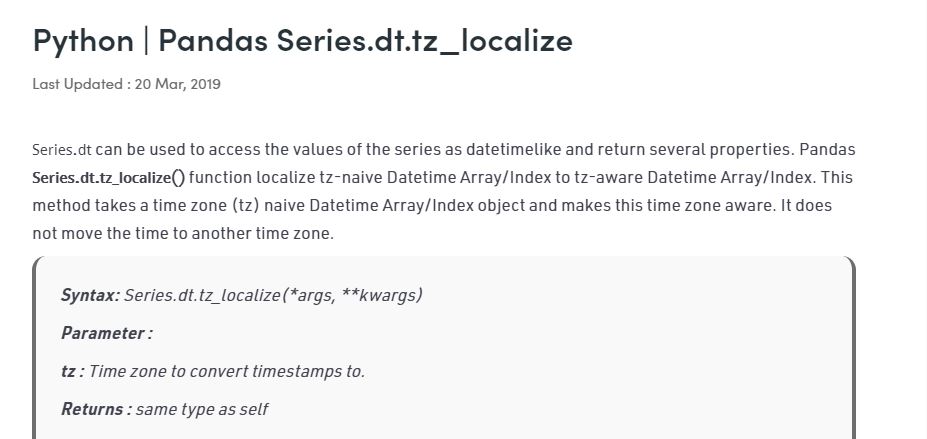 Python | Pandas Series.dt.tz_localize
Last Updated : 20 Mar, 2019
Series.dt can be used to access the values of the series as datetimelike and return several properties. Pandas
Series.dt.tz_localize() function localize tz-naive Datetime Array/Index to tz-aware Datetime Array/Index. This
method takes a time zone (tz) naive Datetime Array/Index object and makes this time zone aware. It does
not move the time to another time zone.
Syntax: Series.dt.tz_localize(*args, **kwargs)
Parameter :
tz : Time zone to convert timestamps to.
Returns : same type as self